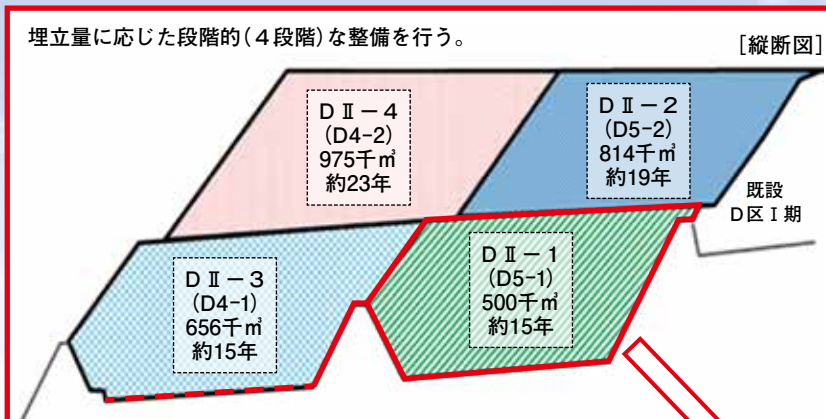 埋立量に応じた段階的(４段階)な整備を行う。
[縦断図]
ＤⅡ－４
(D4-2)
975千㎥
約23年
ＤⅡ－２
(D5-2)
814千㎥
約19年
既設
Ｄ区Ⅰ期
ＤⅡ－３
(D4-1)
656千㎥
約15年
ＤⅡ－１
(D5-1)
500千㎥
約15年